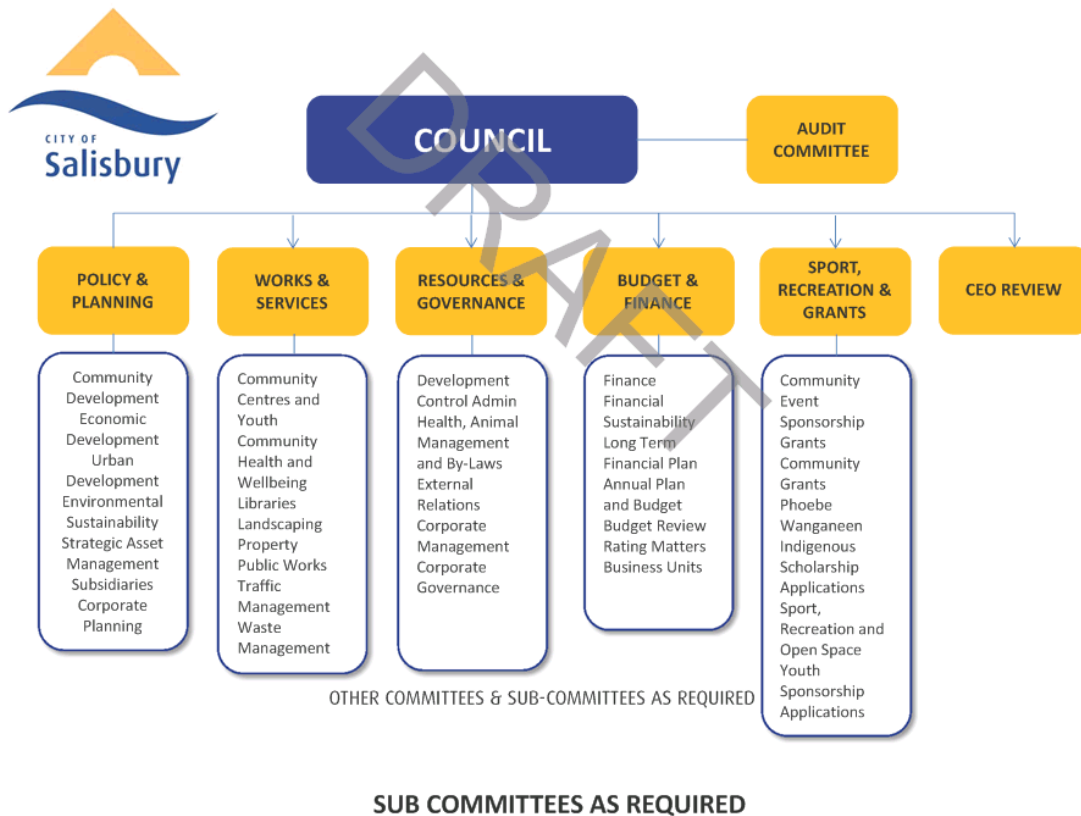 CITY OF
Salisbury
COUNCIL
AUDIT
COMMITTEE
DRAFT
POLICY &
PLANNING
WORKS &
SERVICES
RESOURCES &
GOVERNANCE
BUDGET &
FINANCE
SPORT,
RECREATION &
GRANTS
CEO REVIEW
Community
Development
Economic
Development
Urban
Development
Environmental
Sustainability
Strategic Asset
Management
Subsidiaries
Corporate
Planning
Community
Centres and
Youth
Community
Health and
Wellbeing
Libraries
Landscaping
Property
Public Works
Traffic
Management
Waste
Management
Development
Control Admin
Health, Animal
Management
and By-Laws
External
Relations
Corporate
Management
Corporate
Governance
Finance
Financial
Sustainability
Long Term
Financial Plan
Annual Plan
and Budget
Budget Review
Rating Matters
Business Units
Community
Event
Sponsorship
Grants
Community
Grants
Phoebe
Wanganeen
Indigenous
Scholarship
Applications
Sport,
Recreation and
Open Space
Youth
Sponsorship
Applications
OTHER COMMITTEES & SUB-COMMITTEES AS REQUIRED
SUB COMMITTEES AS REQUIRED